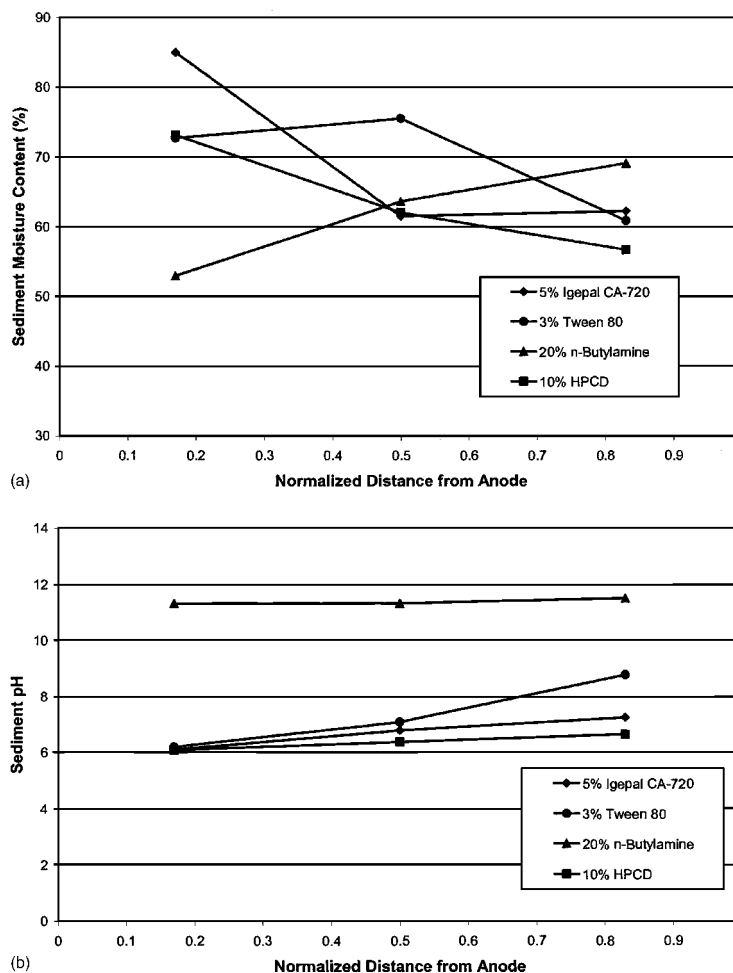 90
80
70
60
50
40
30
Sediment Moisture Content (%)
5% Igepal CA-720
3% Tween 80
20% n-Butylamine
10% HPCD
0 0.1 0.2 0.3 0.4 0.5 0.6 0.7 0.8 0.9
(a)
Normalized Distance from Anode
14
12
10
8
6
4
2
0
Sediment pH
5% Igepal CA-720
3% Tween 80
20% n-Butylamine
10% HPCD
0 0.1 0.2 0.3 0.4 0.5 0.6 0.7 0.8 0.9
(b)
Normalized Distance from Anode